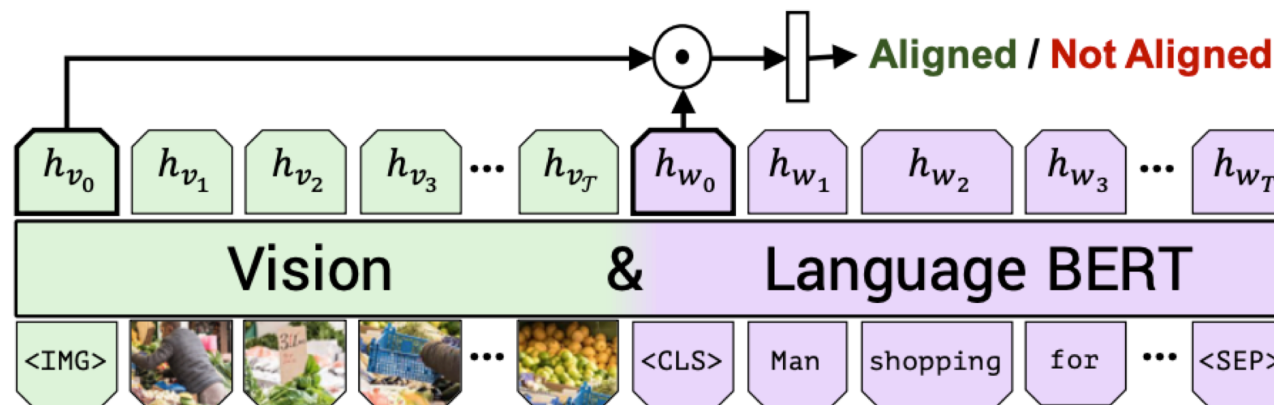 Aligned / Not Aligned
h_{v_0} h_{v_1} h_{v_2} h_{v_3} ... h_{v_𝒯} h_{w_0} h_{w_1} h_{w_2} h_{w_3} ... h_{w_T}
Vision & Language BERT
<IMG> ... <CLS> Man shopping for ... <SEP>